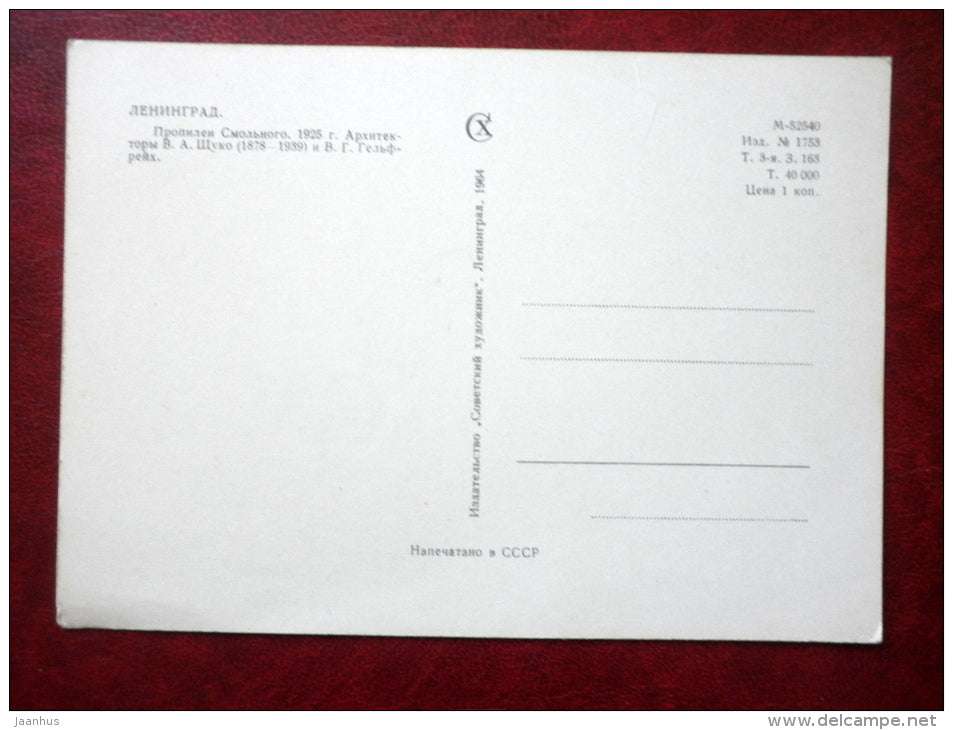 ЛЕНИНГРАД.
Пропилеи Смольного. 1925 г. Архитек-
торы В. А. Щуко (1878—1939) и В. Г. Гельф-
рейх.
СХ
Издательство „Советский художник“. Ленинград. 1964
М-52540
Изд. № 1753
Т. 3-я. З. 163
Т. 40 000
Цена 1 коп.
Напечатано в СССР
jaanhus
www.delcampe.net